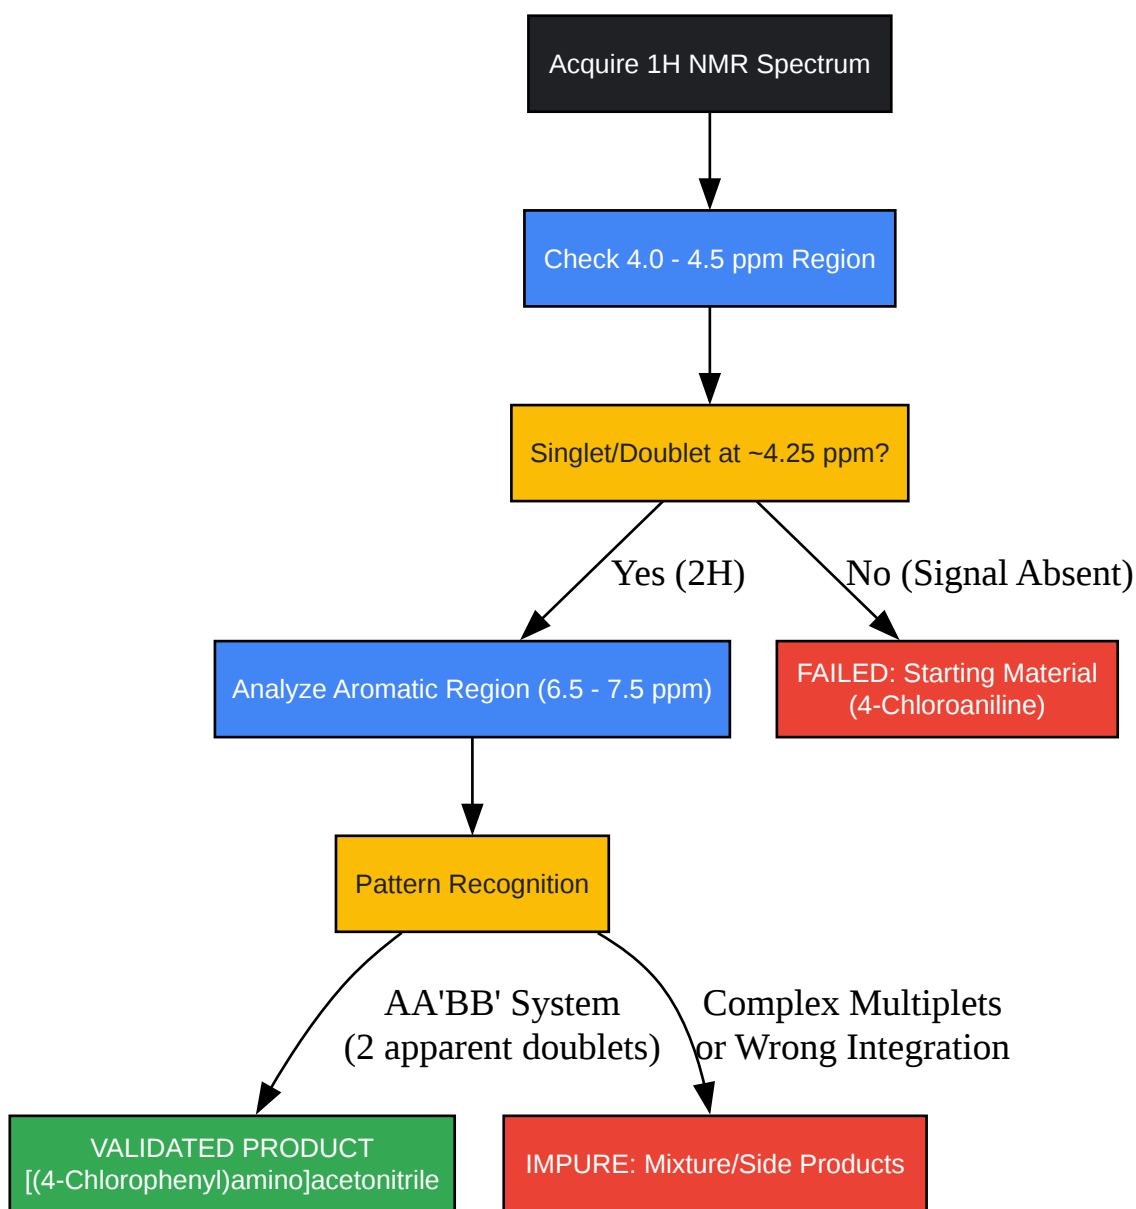 Acquire 1H NMR Spectrum
Check 4.0 - 4.5 ppm Region
Singlet/Doublet at ~4.25 ppm?
Yes (2H)
No (Signal Absent)
Analyze Aromatic Region (6.5 - 7.5 ppm)
FAILED: Starting Material
(4-Chloroaniline)
Pattern Recognition
AA'BB' System
(2 apparent doublets)
Complex Multiplets
or Wrong Integration
VALIDATED PRODUCT
[(4-Chlorophenyl)amino]acetonitrile
IMPURE: Mixture/Side Products